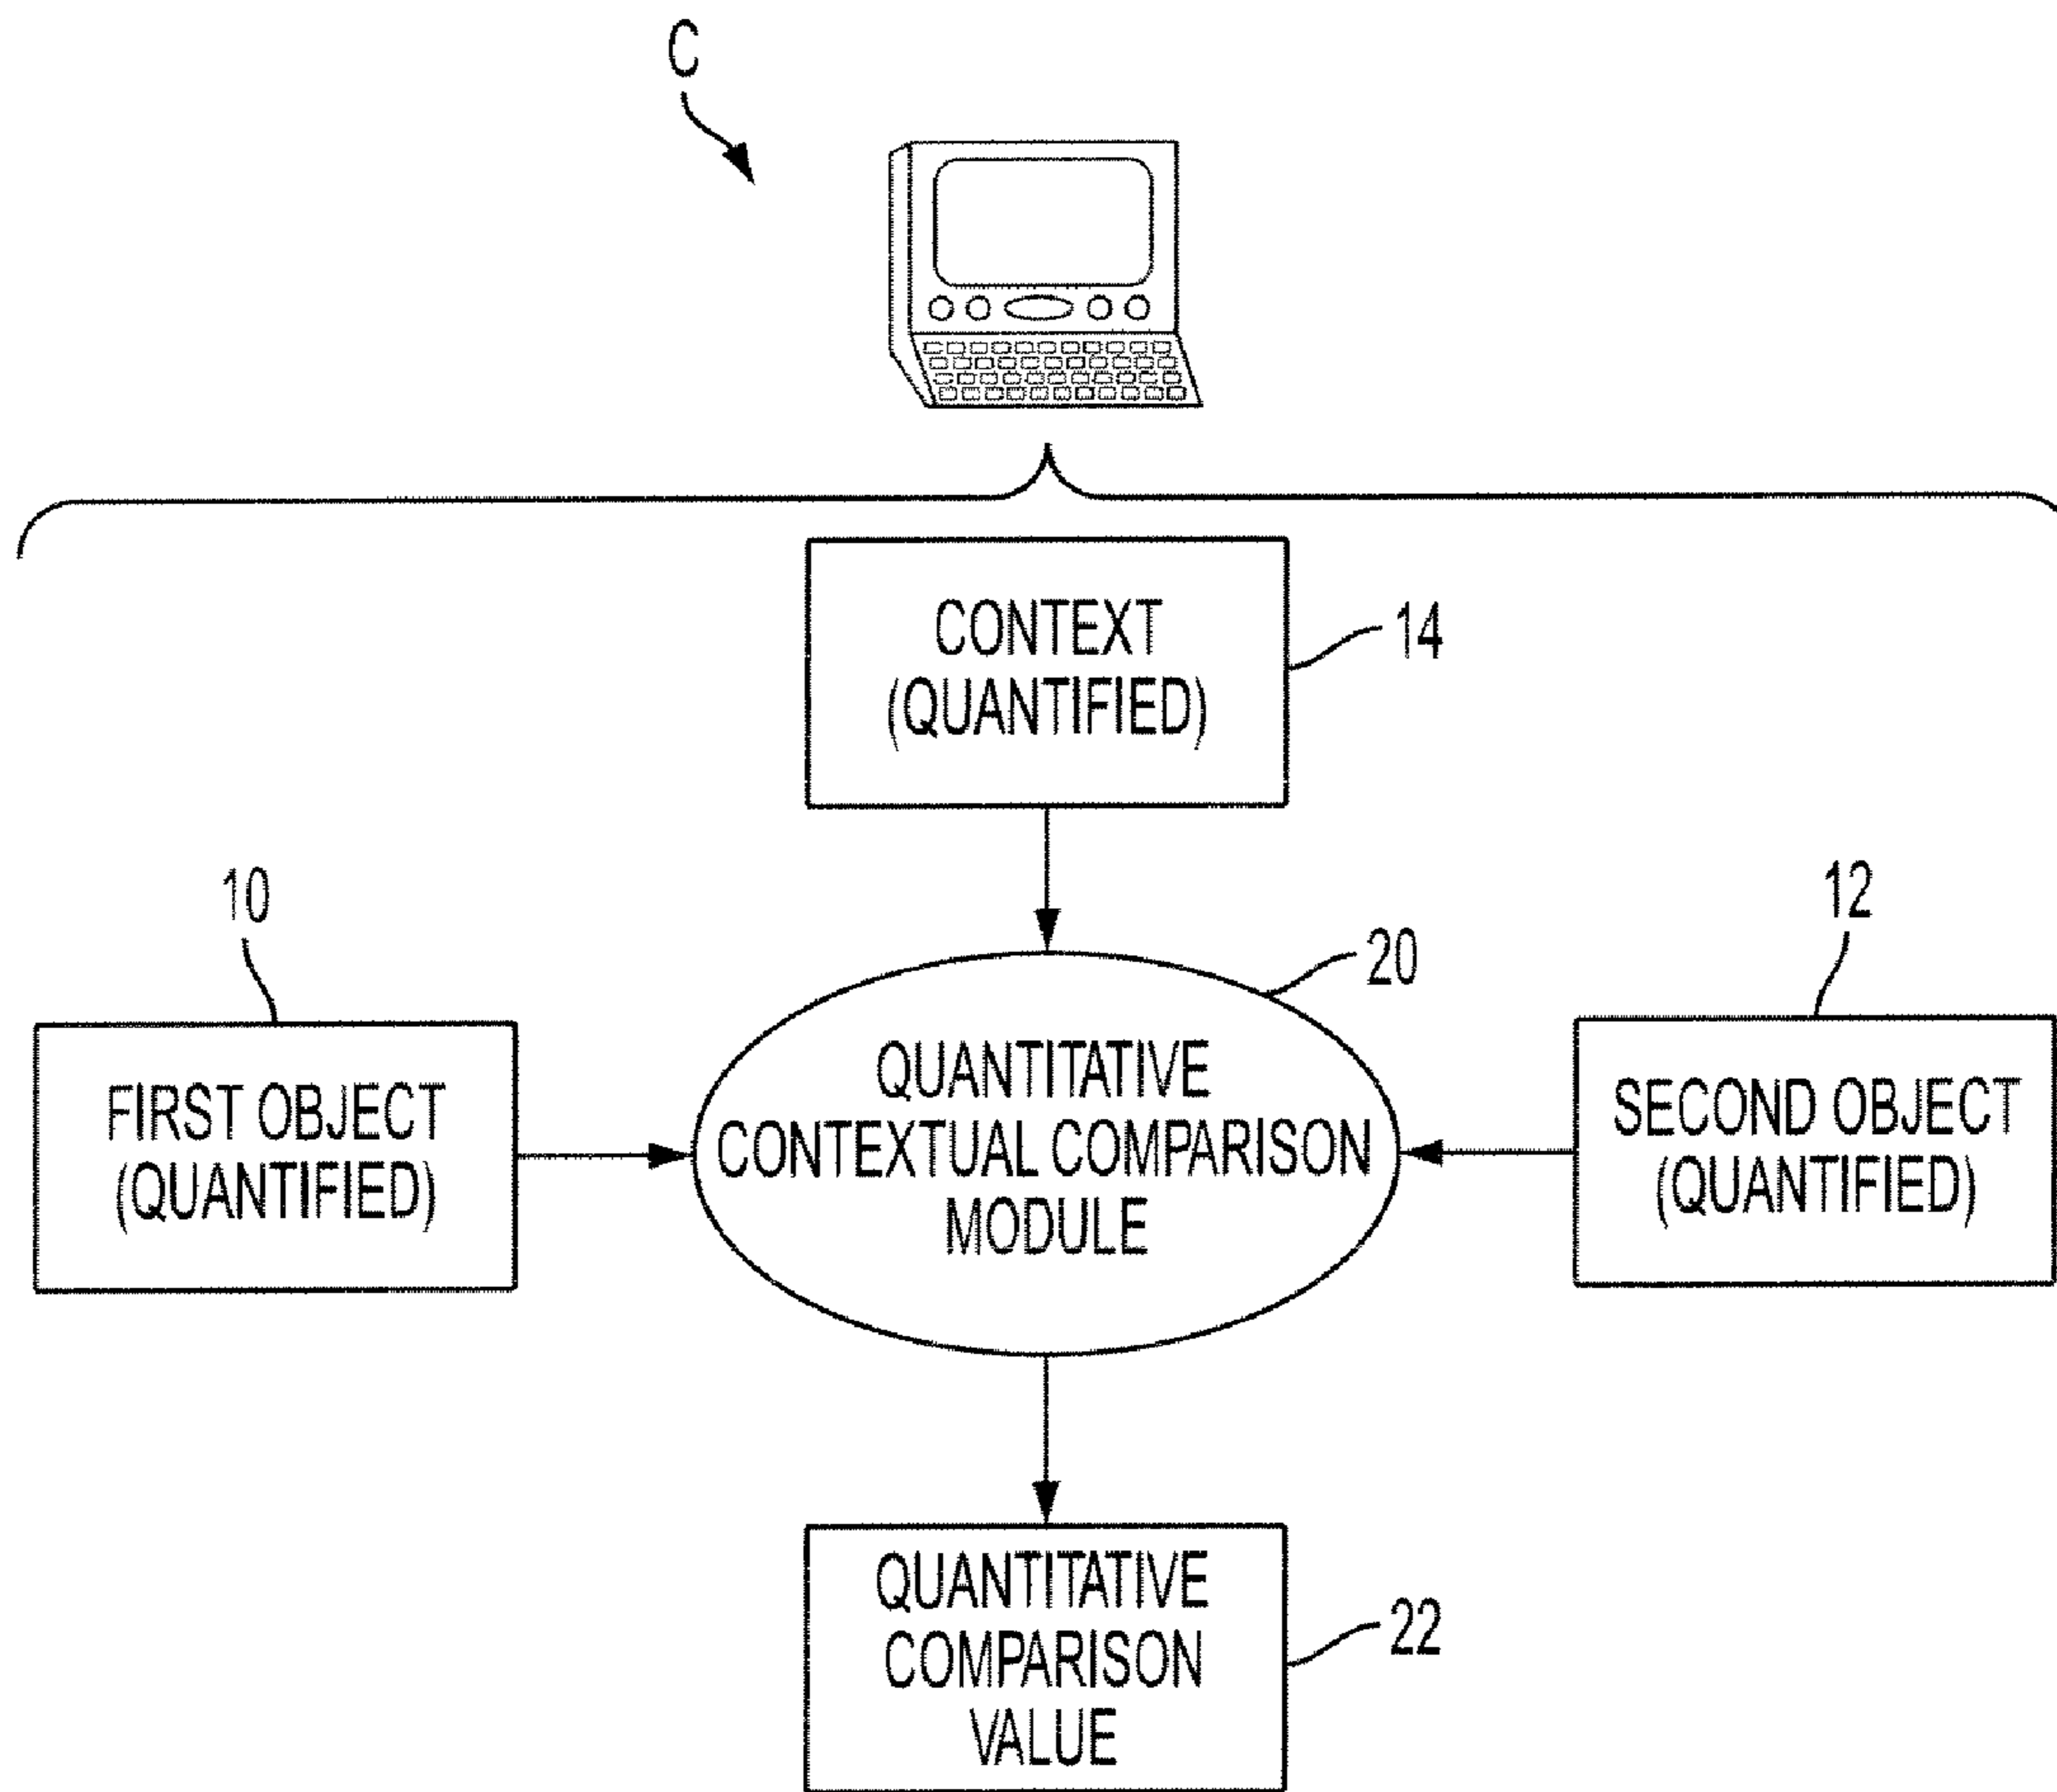 C
CONTEXT
(QUANTIFIED)
14
10
12
20
FIRST OBJECT
(QUANTIFIED)
QUANTITATIVE
CONTEXTUAL COMPARISON
MODULE
SECOND OBJECT
(QUANTIFIED)
QUANTITATIVE
COMPARISON
VALUE
22